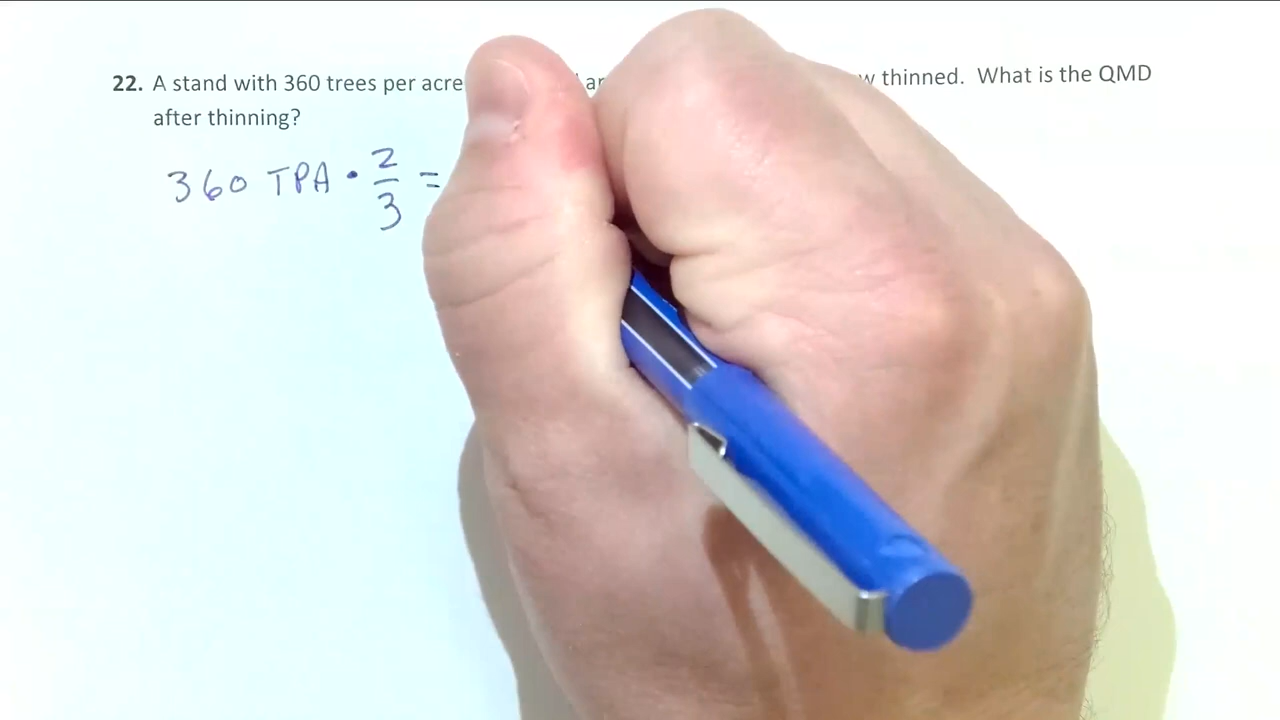 22. A stand with 360 trees per acre thinned. What is the QMD
after thinning?
360 TPA • 2/3 =